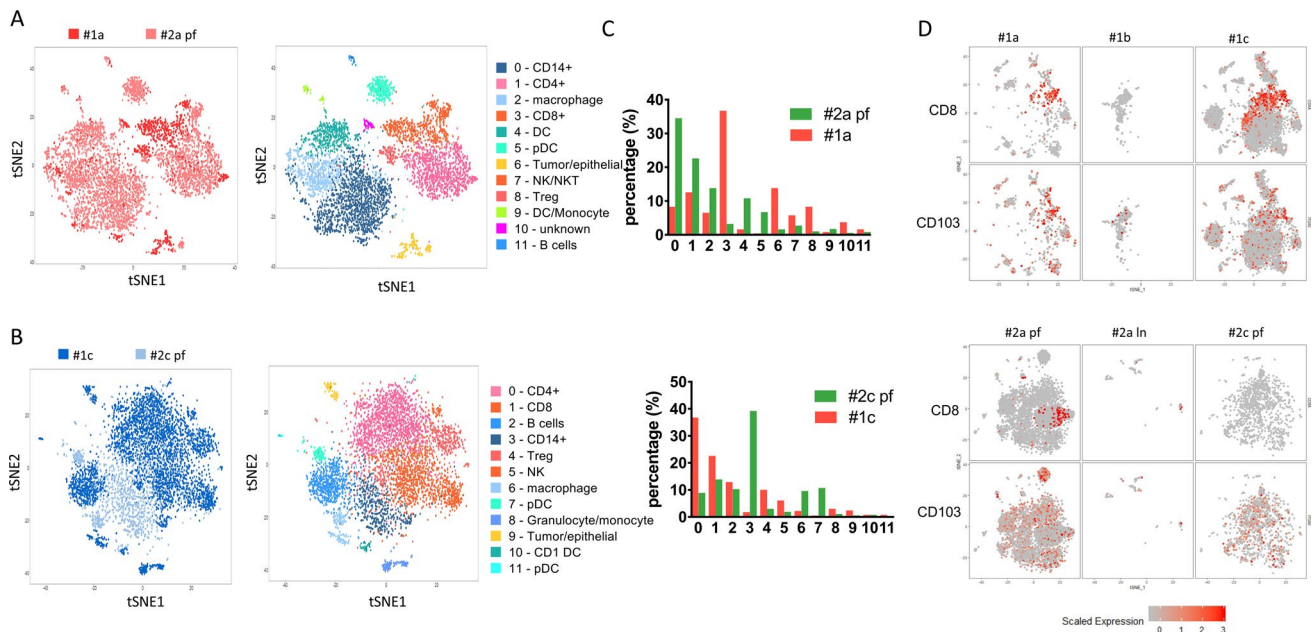 A
#1a
#2a pf
tSNE2
tSNE1
tSNE1
tSNE2
0 - CD14+
1 - CD4+
2 - macrophage
3 - CD8+
4 - DC
5 - pDC
6 - Tumor/epithelial
7 - NK/NKT
8 - Treg
9 - DC/Monocyte
10 - unknown
11 - B cells
B
#1c
#2c pf
tSNE2
tSNE1
tSNE2
tSNE1
0 - CD4+
1 - CD8
2 - B cells
3 - CD14+
4 - Treg
5 - NK
6 - macrophage
7 - pDC
8 - Granulocyte/monocyte
9 - Tumor/epithelial
10 - CD1 DC
11 - pDC
C
percentage (%)
40
30
20
10
0
#2a pf
#1a
0 1 2 3 4 5 6 7 8 9 10 11
percentage (%)
50
40
30
20
10
0
#2c pf
#1c
0 1 2 3 4 5 6 7 8 9 10 11
D
#1a #1b #1c
CD8
CD103
tSNE_2
tSNE_1
#2a pf #2a ln #2c pf
CD8
CD103
tSNE_2
tSNE_1
Scaled Expression
0 1 2 3